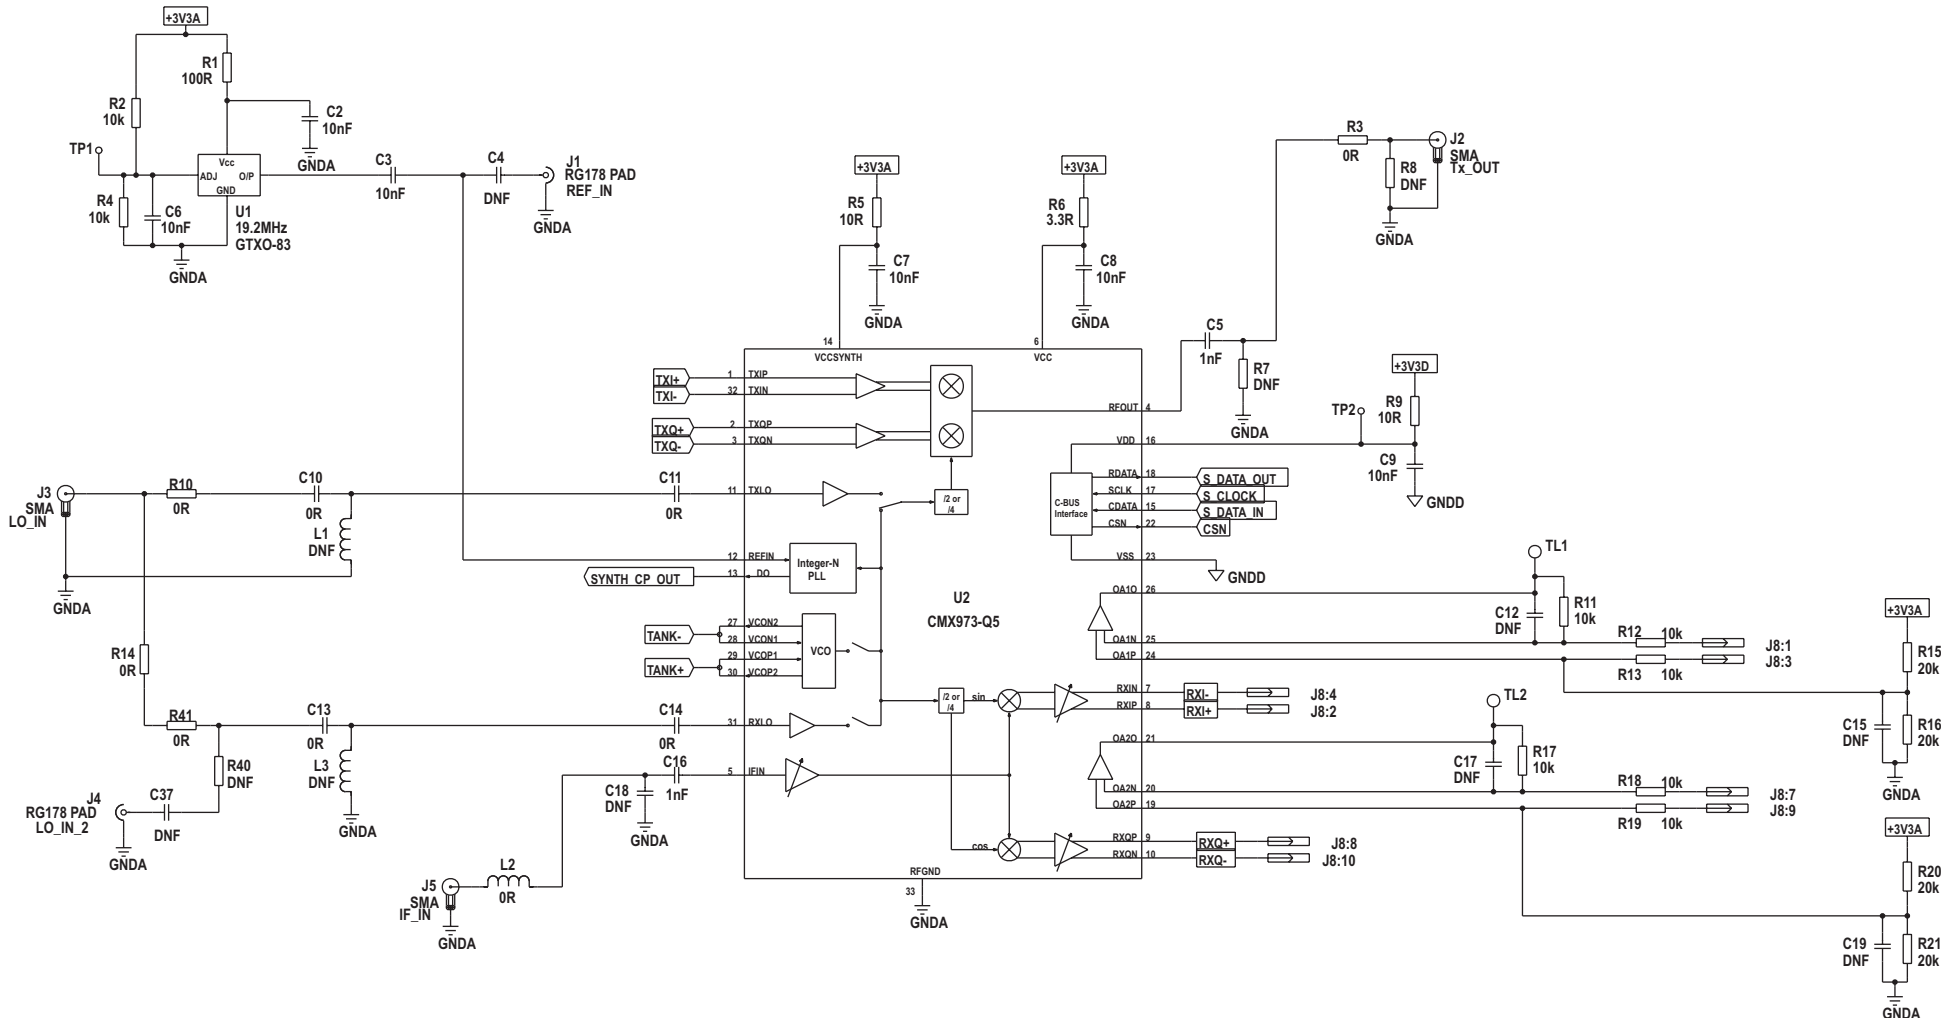 +3V3A
R1
100R
R2
10k
C2
10nF
GNDA
TP1
Vcc
ADJ
O/P
GND
R4
10k
C6
10nF
U1
19.2MHz
GTXO-83
GNDA
C3
10nF
C4
DNF
J1
RG178 PAD
REF_IN
GNDA
+3V3A
R5
10R
C7
10nF
GNDA
+3V3A
R6
3.3R
C8
10nF
GNDA
R3
0R
J2
SMA
Tx_OUT
R8
DNF
GNDA
C5
1nF
R7
DNF
GNDA
+3V3D
R9
10R
TP2
C9
10nF
GNDD
14
VCCSYNTH
6
VCC
TXI+
1 TXIP
TXI-
32 TXIN
TXQ+
2 TXQP
TXQ-
3 TXQN
RFOUT 4
VDD 16
C-BUS
Interface
RDATA 18
S_DATA_OUT
SCLK 17
S_CLOCK
CDATA 15
S_DATA_IN
CSN 22
CSN
VSS 23
GNDD
J3
SMA
LO_IN
GNDA
R10
0R
C10
0R
L1
DNF
C11
0R
11 TXLO
/2 or
/4
12 REFIN
SYNTH_CP_OUT
13 DO
Integer-N
PLL
U2
CMX973-Q5
TANK-
27 VCON2
28 VCON1
TANK+
29 VCOP1
30 VCOP2
VCO
R14
0R
R41
0R
C13
0R
C14
0R
31 RXLO
R40
DNF
L3
DNF
GNDA
J4
RG178 PAD
LO_IN_2
C37
DNF
GNDA
C18
DNF
GNDA
C16
1nF
5 IFIN
L2
0R
J5
SMA
IF_IN
GNDA
/2 or
/4
sin
cos
RFGND
33
GNDA
OA1O 26
OA1N 25
OA1P 24
TL1
C12
DNF
R11
10k
R12 10k
J8:1
R13 10k
J8:3
RXIN 7
RXI-
J8:4
RXIP 8
RXI+
J8:2
OA2O 21
OA2N 20
OA2P 19
TL2
C17
DNF
R17
10k
R18 10k
J8:7
R19 10k
J8:9
RXQP 9
RXQ+
J8:8
RXQN 10
RXQ-
J8:10
+3V3A
R15
20k
C15
DNF
R16
20k
GNDA
+3V3A
R20
20k
C19
DNF
R21
20k
GNDA